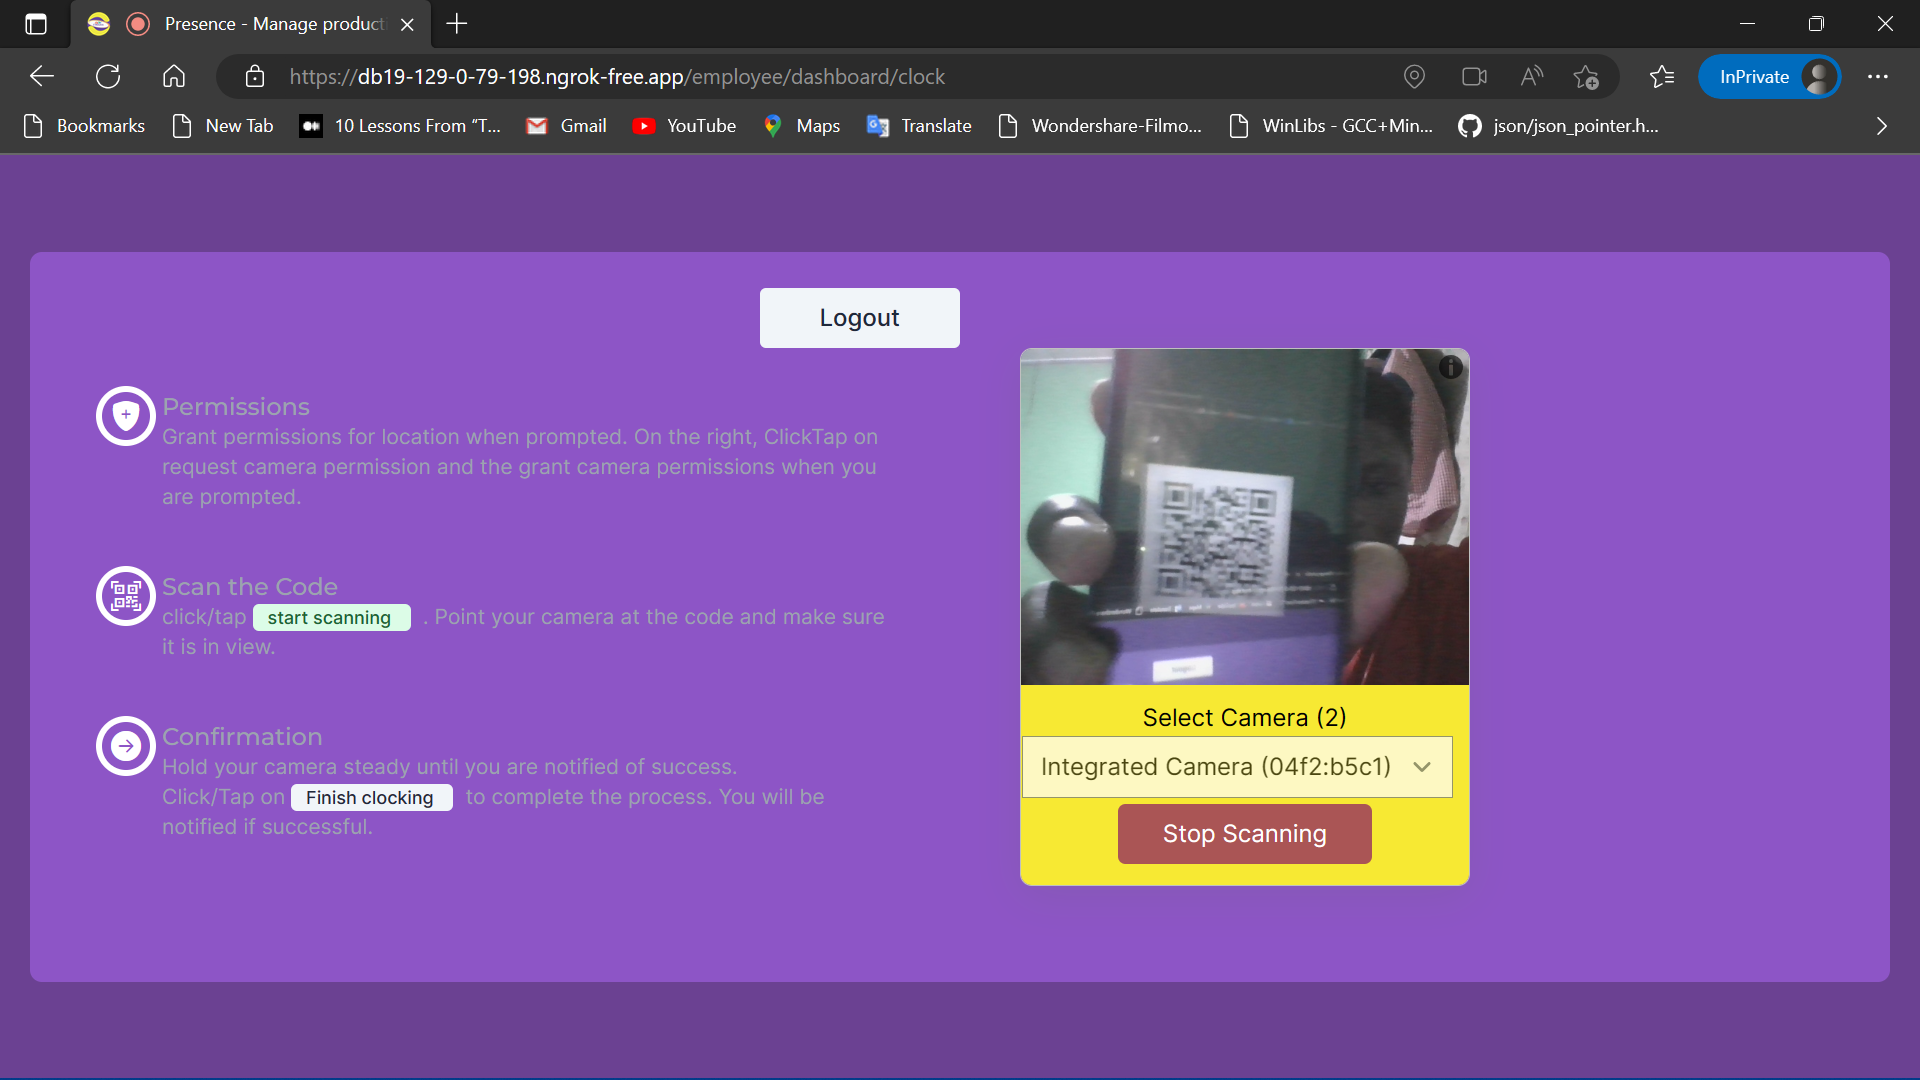 Presence - Manage producti
https://db19-129-0-79-198.ngrok-free.app/employee/dashboard/clock
InPrivate
Bookmarks
New Tab
10 Lessons From “T...
Gmail
YouTube
Maps
Translate
Wondershare-Filmo...
WinLibs - GCC+Min...
json/json_pointer.h...
Logout
Permissions
Grant permissions for location when prompted. On the right, ClickTap on
request camera permission and the grant camera permissions when you
are prompted.
Scan the Code
click/tap start scanning . Point your camera at the code and make sure
it is in view.
Confirmation
Hold your camera steady until you are notified of success.
Click/Tap on Finish clocking to complete the process. You will be
notified if successful.
Select Camera (2)
Integrated Camera (04f2:b5c1)
Stop Scanning